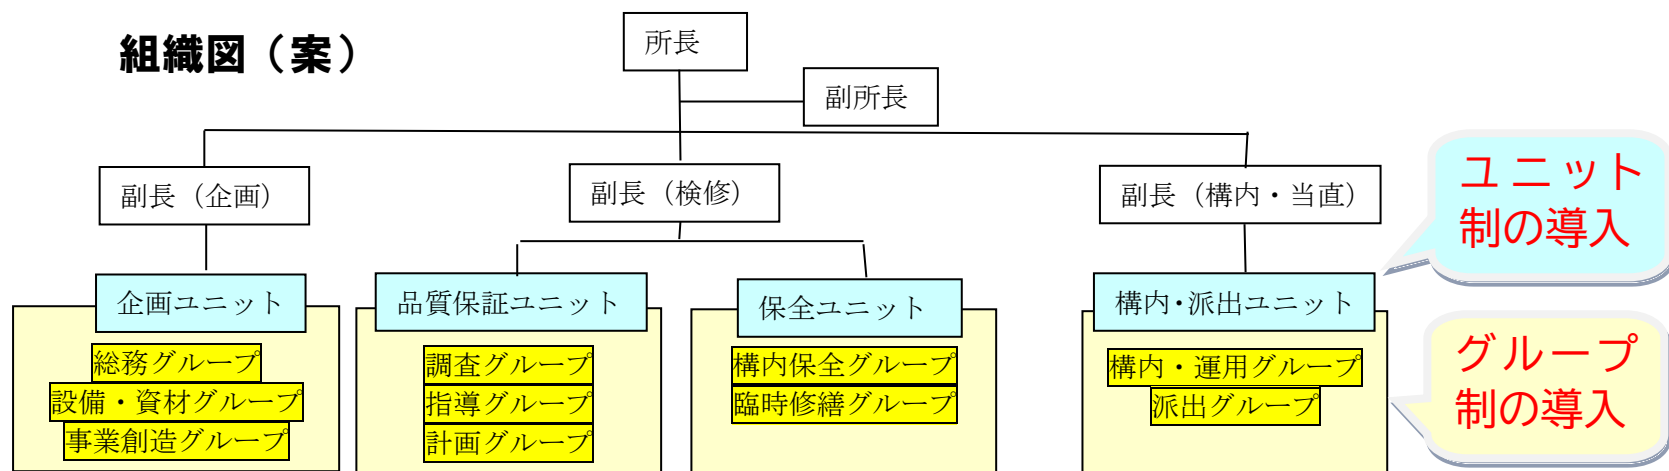 組織図（案）
所長
副所長
副長（企画）
副長（検修）
副長（構内・当直）
ユニット
制の導入
企画ユニット
総務グループ
設備・資材グループ
事業創造グループ
品質保証ユニット
調査グループ
指導グループ
計画グループ
保全ユニット
構内保全グループ
臨時修繕グループ
構内・派出ユニット
構内・運用グループ
派出グループ
グループ
制の導入